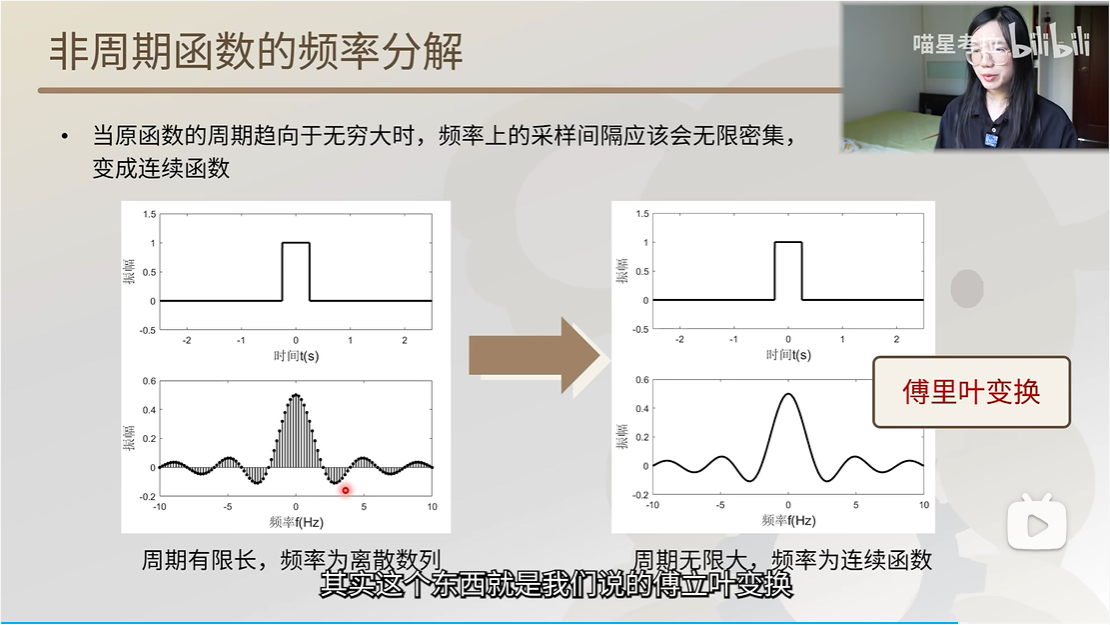 非周期函数的频率分解
喵星考拉 bilibili
• 当原函数的周期趋向于无穷大时，频率上的采样间隔应该会无限密集，
变成连续函数
1.5
1
0.5
0
-0.5
振幅
-2 -1 0 1 2
时间t(s)
0.6
0.4
0.2
0
-0.2
振幅
-10 -5 0 5 10
频率f(Hz)
周期有限长，频率为离散数列
1.5
1
0.5
0
-0.5
振幅
-2 -1 0 1 2
时间t(s)
0.6
0.4
0.2
0
-0.2
振幅
-10 -5 0 5 10
频率f(Hz)
傅里叶变换
周期无限大，频率为连续函数
其实这个东西就是我们说的傅立叶变换